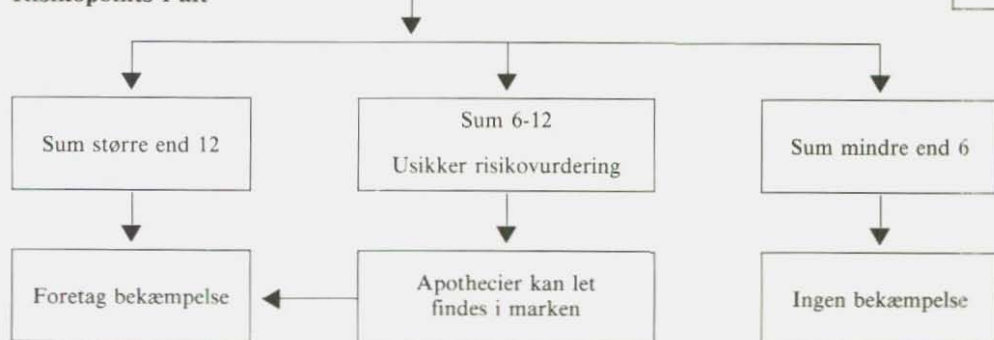 Sum større end 12
Sum 6-12
Usikker risikovurdering
Sum mindre end 6
Foretag bekæmpelse
Apothecier kan let
findes i marken
Ingen bekæmpelse